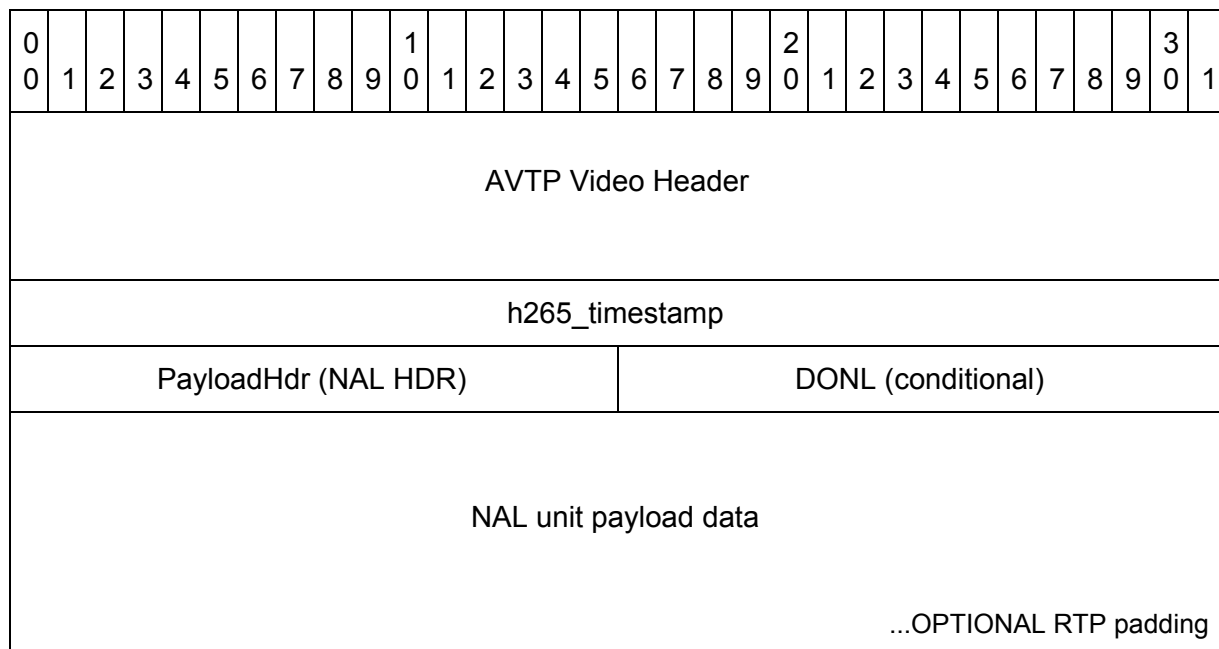 0 1 2 3
0 1 2 3 4 5 6 7 8 9 0 1 2 3 4 5 6 7 8 9 0 1 2 3 4 5 6 7 8 9 0 1
AVTP Video Header
h265_timestamp
PayloadHdr (NAL HDR) DONL (conditional)
NAL unit payload data
...OPTIONAL RTP padding